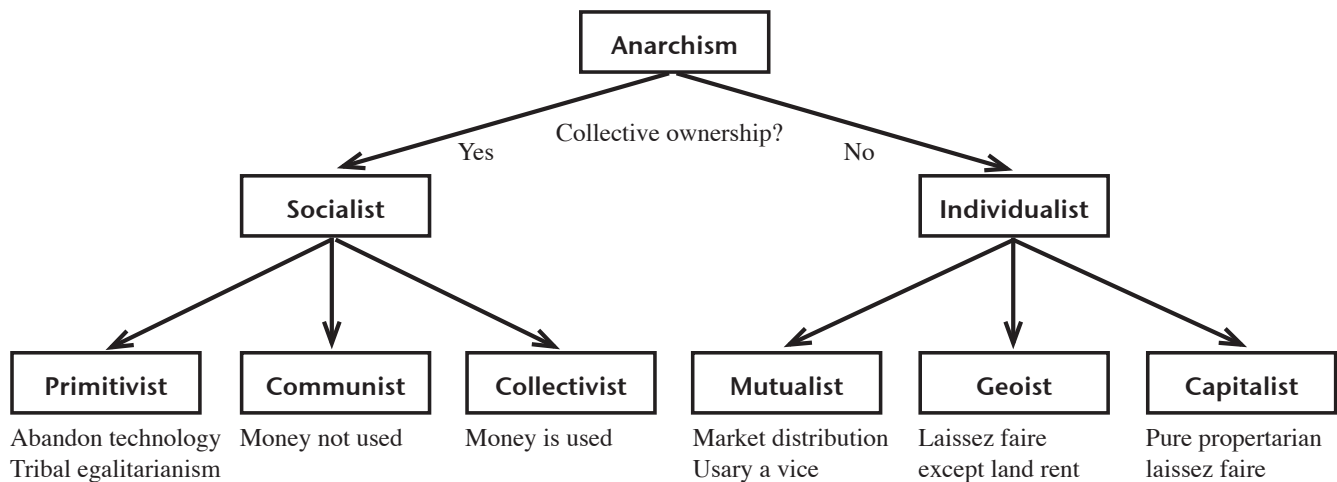 Anarchism
Collective ownership?
Yes
No
Socialist
Individualist
Primitivist
Communist
Collectivist
Mutualist
Geoist
Capitalist
Abandon technology
Tribal egalitarianism
Money not used
Money is used
Market distribution
Usary a vice
Laissez faire
except land rent
Pure propertarian
laissez faire